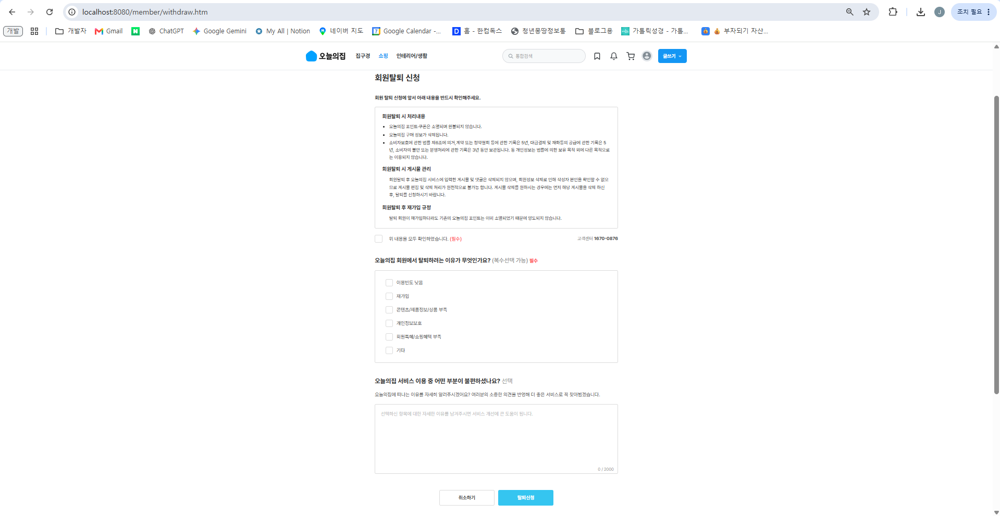 localhost:8080/member/withdraw.htm
J
조치 필요
개발
개발자
Gmail
N
ChatGPT
Google Gemini
My All | Notion
네이버 지도
7
Google Calendar -...
D
홈 - 한컴독스
청년몽땅정보통
블로그용
가톨릭성경 - 가톨...
부자되기 자산...
오늘의집
집구경
쇼핑
인테리어/생활
통합검색
글쓰기
회원탈퇴 신청
회원 탈퇴 신청에 앞서 아래 내용을 반드시 확인해주세요.
회원탈퇴 시 처리내용
오늘의집 포인트·쿠폰은 소멸되며 환불되지 않습니다.
오늘의집 구매 정보가 삭제됩니다.
소비자보호에 관한 법률 제6조에 의거,계약 또는 청약철회 등에 관한 기록은 5년, 대금결제 및 재화등의 공급에 관한 기록은 5
년, 소비자의 불만 또는 분쟁처리에 관한 기록은 3년 동안 보관됩니다. 동 개인정보는 법률에 의한 보유 목적 외에 다른 목적으로
는 이용되지 않습니다.
회원탈퇴 시 게시물 관리
회원탈퇴 후 오늘의집 서비스에 입력한 게시물 및 댓글은 삭제되지 않으며, 회원정보 삭제로 인해 작성자 본인을 확인할 수 없으
므로 게시물 편집 및 삭제 처리가 원천적으로 불가능 합니다. 게시물 삭제를 원하시는 경우에는 먼저 해당 게시물을 삭제 하신
후, 탈퇴를 신청하시기 바랍니다.
회원탈퇴 후 재가입 규정
탈퇴 회원이 재가입하더라도 기존의 오늘의집 포인트는 이미 소멸되었기 때문에 양도되지 않습니다.
위 내용을 모두 확인하였습니다. (필수)
고객센터 1670-0876
오늘의집 회원에서 탈퇴하려는 이유가 무엇인가요? (복수선택 가능) 필수
이용빈도 낮음
재가입
콘텐츠/제품정보/상품 부족
개인정보보호
회원특혜/쇼핑혜택 부족
기타
오늘의집 서비스 이용 중 어떤 부분이 불편하셨나요? 선택
오늘의집에 떠나는 이유를 자세히 알려주시겠어요? 여러분의 소중한 의견을 반영해 더 좋은 서비스로 꼭 찾아뵙겠습니다.
선택하신 항목에 대한 자세한 이유를 남겨주시면 서비스 개선에 큰 도움이 됩니다.
0 / 2000
취소하기
탈퇴신청